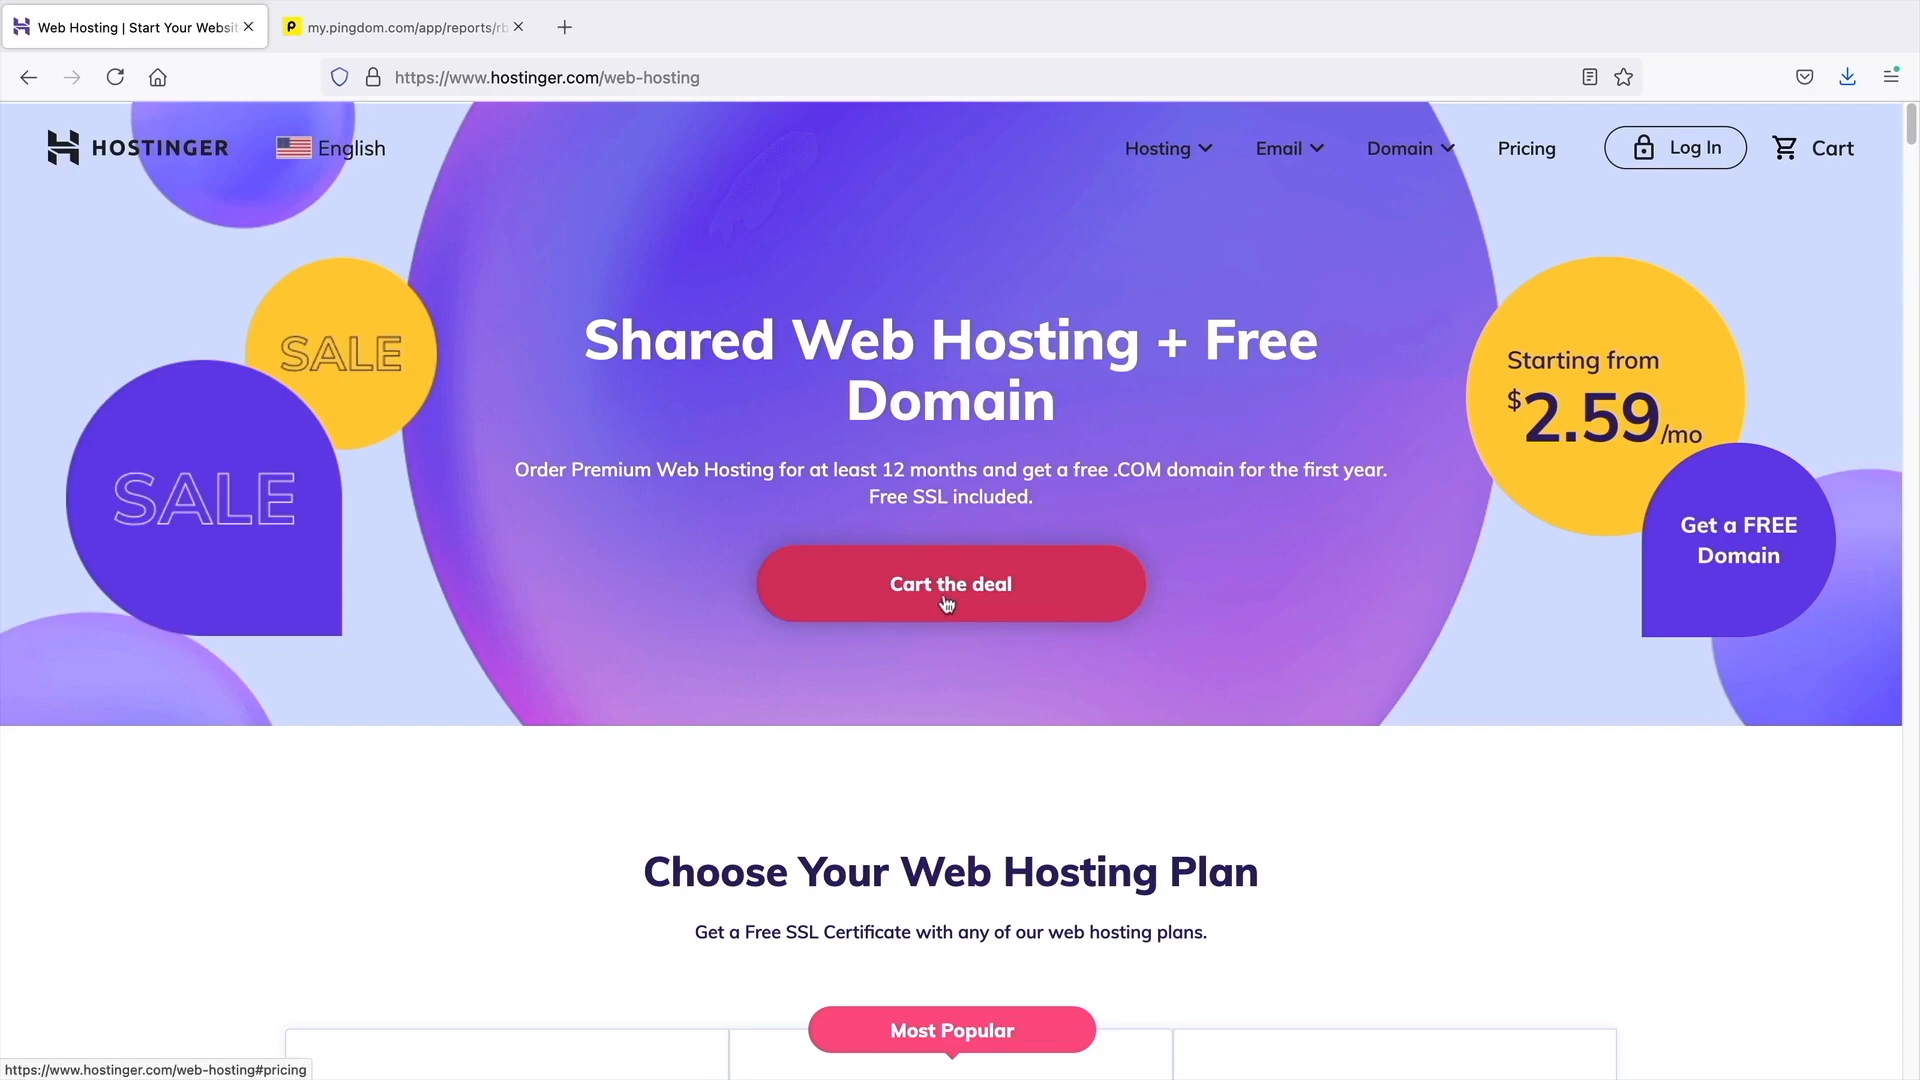 Web Hosting | Start Your Websit
my.pingdom.com/app/reports/rb
https://www.hostinger.com/web-hosting
HOSTINGER
English
Hosting
Email
Domain
Pricing
Log In
Cart
SALE
SALE
Shared Web Hosting + Free
Domain
Order Premium Web Hosting for at least 12 months and get a free .COM domain for the first year.
Free SSL included.
Cart the deal
Starting from
$2.59/mo
Get a FREE
Domain
Choose Your Web Hosting Plan
Get a Free SSL Certificate with any of our web hosting plans.
Most Popular
https://www.hostinger.com/web-hosting#pricing